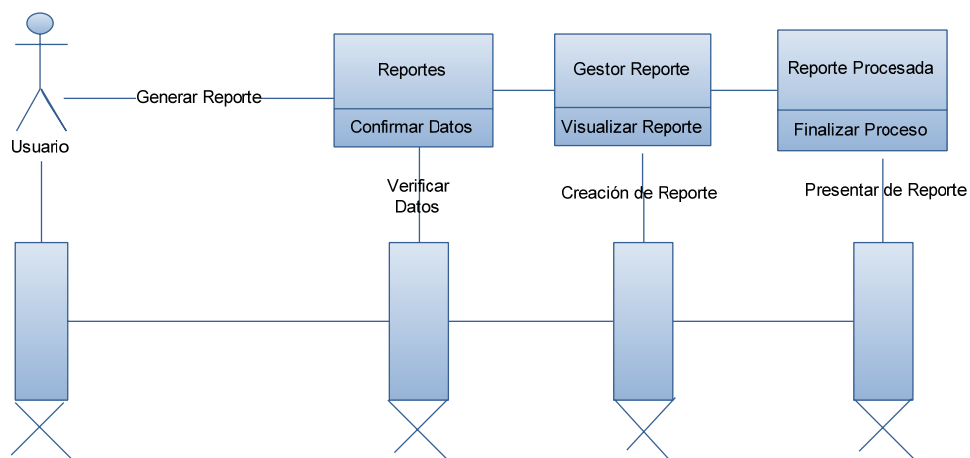 Reportes
Gestor Reporte
Reporte Procesada
Generar Reporte
Confirmar Datos
Visualizar Reporte
Finalizar Proceso
Usuario
Verificar
Datos
Creación de Reporte
Presentar de Reporte